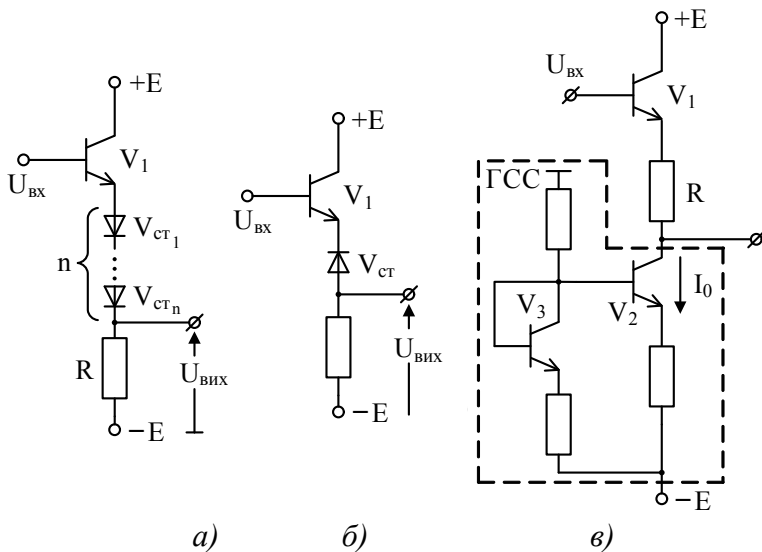 +E
V1
Uвх
n
Vст1
Vстn
R
Uвих
−E
а)
+E
V1
Uвх
Vст
Uвих
−E
б)
+E
Uвх
V1
ГСС
R
V3
V2
I0
−E
в)